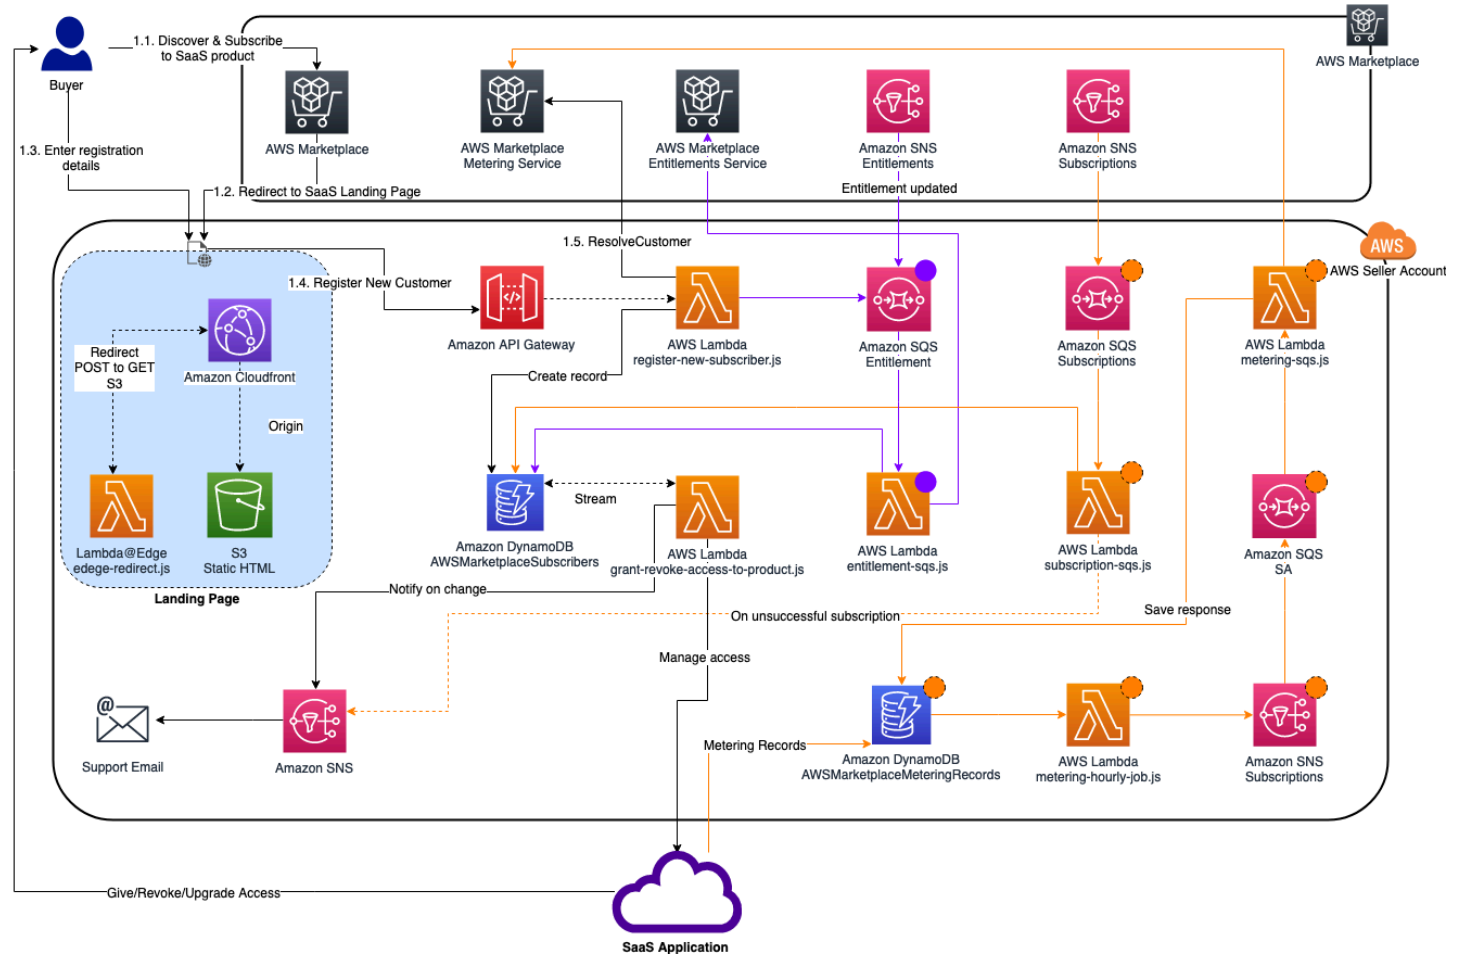 1.1. Discover & Subscribe
to SaaS product
Buyer
AWS Marketplace
AWS Marketplace
AWS Marketplace
Metering Service
AWS Marketplace
Entitlements Service
Amazon SNS
Entitlements
Amazon SNS
Subscriptions
1.3. Enter registration
details
1.2. Redirect to SaaS Landing Page
Entitlement updated
1.5. ResolveCustomer
AWS
AWS Seller Account
1.4. Register New Customer
Amazon API Gateway
AWS Lambda
register-new-subscriber.js
Amazon SQS
Entitlement
Amazon SQS
Subscriptions
AWS Lambda
metering-sqs.js
Redirect
POST to GET
S3
Amazon Cloudfront
Create record
Origin
Stream
Lambda@Edge
edege-redirect.js
S3
Static HTML
Landing Page
Amazon DynamoDB
AWSMarketplaceSubscribers
AWS Lambda
grant-revoke-access-to-product.js
AWS Lambda
entitlement-sqs.js
AWS Lambda
subscription-sqs.js
Amazon SQS
SA
Notify on change
On unsuccessful subscription
Save response
Manage access
@
Support Email
Amazon SNS
Metering Records
Amazon DynamoDB
AWSMarketplaceMeteringRecords
AWS Lambda
metering-hourly-job.js
Amazon SNS
Subscriptions
Give/Revoke/Upgrade Access
SaaS Application